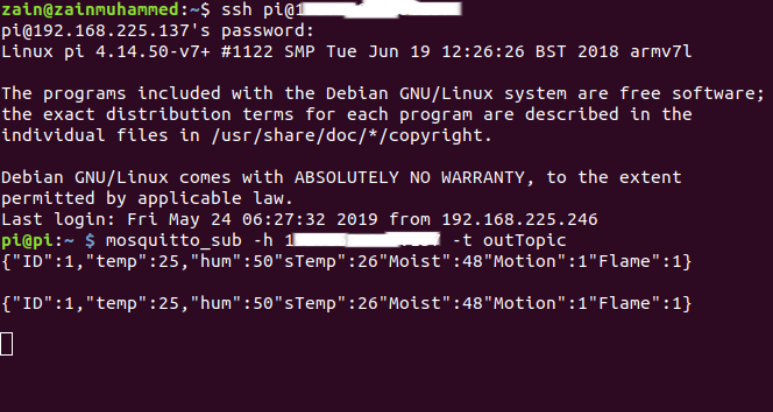 zain@zainmuhammed:~$ ssh pi@1
pi@192.168.225.137's password:
Linux pi 4.14.50-v7+ #1122 SMP Tue Jun 19 12:26:26 BST 2018 armv7l
The programs included with the Debian GNU/Linux system are free software;
the exact distribution terms for each program are described in the
individual files in /usr/share/doc/*/copyright.
Debian GNU/Linux comes with ABSOLUTELY NO WARRANTY, to the extent
permitted by applicable law.
Last login: Fri May 24 06:27:32 2019 from 192.168.225.246
pi@pi:~ $ mosquitto_sub -h 1 -t outTopic
{"ID":1,"temp":25,"hum":50"sTemp":26"Moist":48"Motion":1"Flame":1}
{"ID":1,"temp":25,"hum":50"sTemp":26"Moist":48"Motion":1"Flame":1}